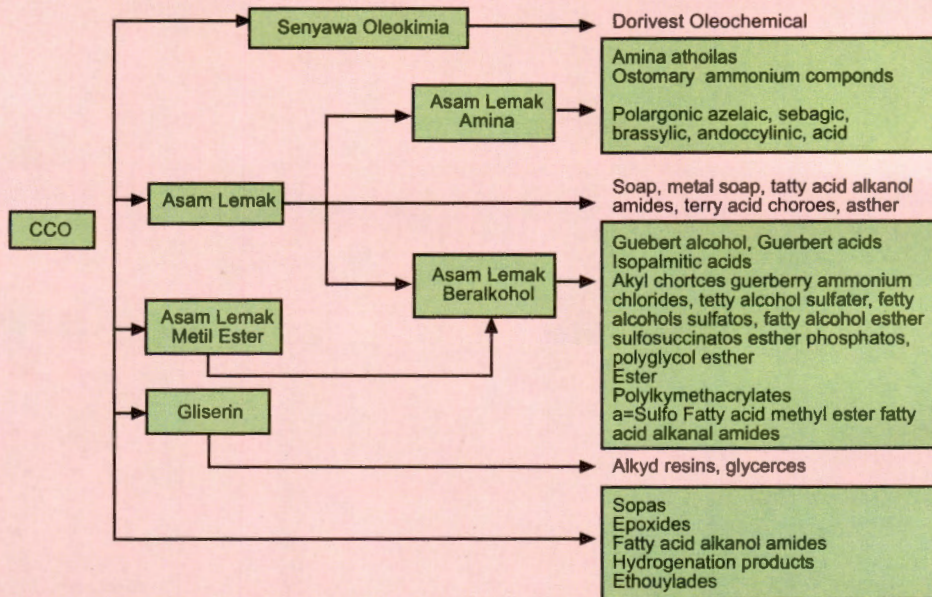 Senyawa Oleokimia
Dorivest Oleochemical
Amina athoilas
Ostomary ammonium componds
Polargonic azelaic, sebagic,
brassylic, andoccylinic, acid
Asam Lemak
Amina
Asam Lemak
Soap, metal soap, tatty acid alkanol
amides, terry acid choroes, asther
CCO
Asam Lemak
Beralkohol
Guebert alcohol, Guerbert acids
Isopalmitic acids
Akyl chortces guerberry ammonium
chlorides, tetty alcohol sulfater, fetty
alcohols sulfatos, fatty alcohol esther
sulfosuccinatos esther phosphatos,
polyglycol esther
Ester
Polylkymethacrylates
a=Sulfo Fatty acid methyl ester fatty
acid alkanal amides
Asam Lemak
Metil Ester
Gliserin
Alkyd resins, glycerces
Sopas
Epoxides
Fatty acid alkanol amides
Hydrogenation products
Ethouylades